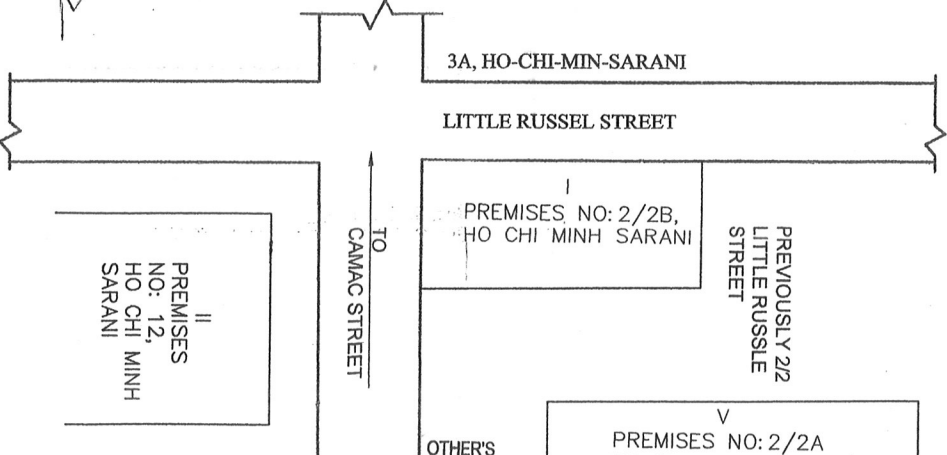 3A, HO-CHI-MIN-SARANI
LITTLE RUSSEL STREET
I
PREMISES NO: 2/2B,
HO CHI MINH SARANI
TO
CAMAC STREET
PREVIOUSLY 2/2
LITTLE RUSSLE
STREET
II
PREMISES
NO: 12,
HO CHI MINH
SARANI
V
PREMISES NO: 2/2A
OTHER'S